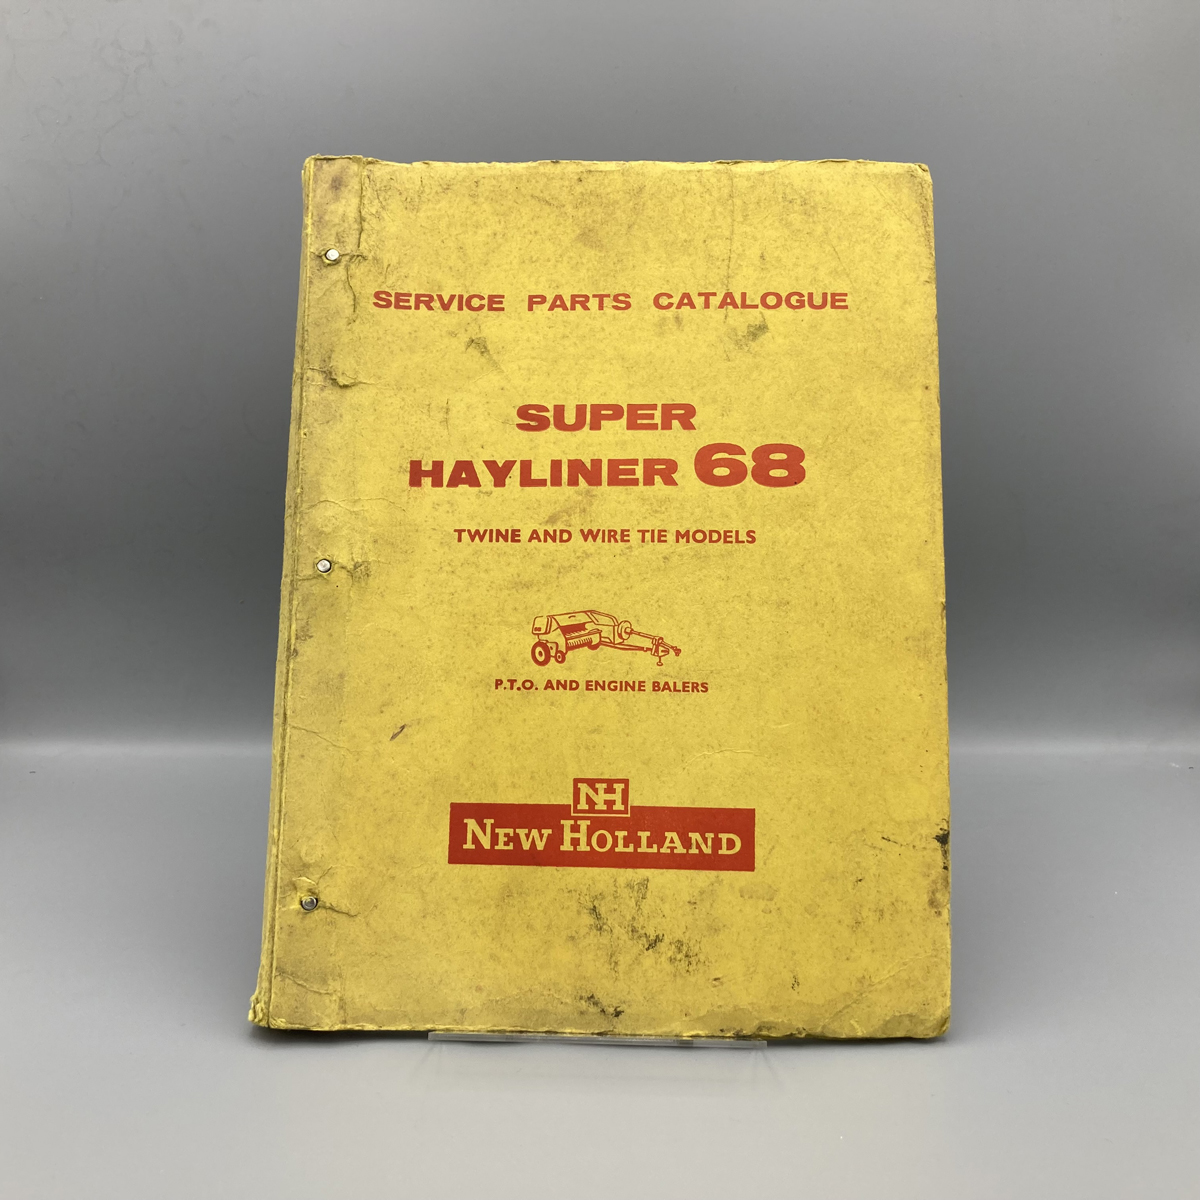 SERVICE PARTS CATALOGUE
SUPER
HAYLINER 68
TWINE AND WIRE TIE MODELS
P.T.O. AND ENGINE BALERS
NH
NEW HOLLAND